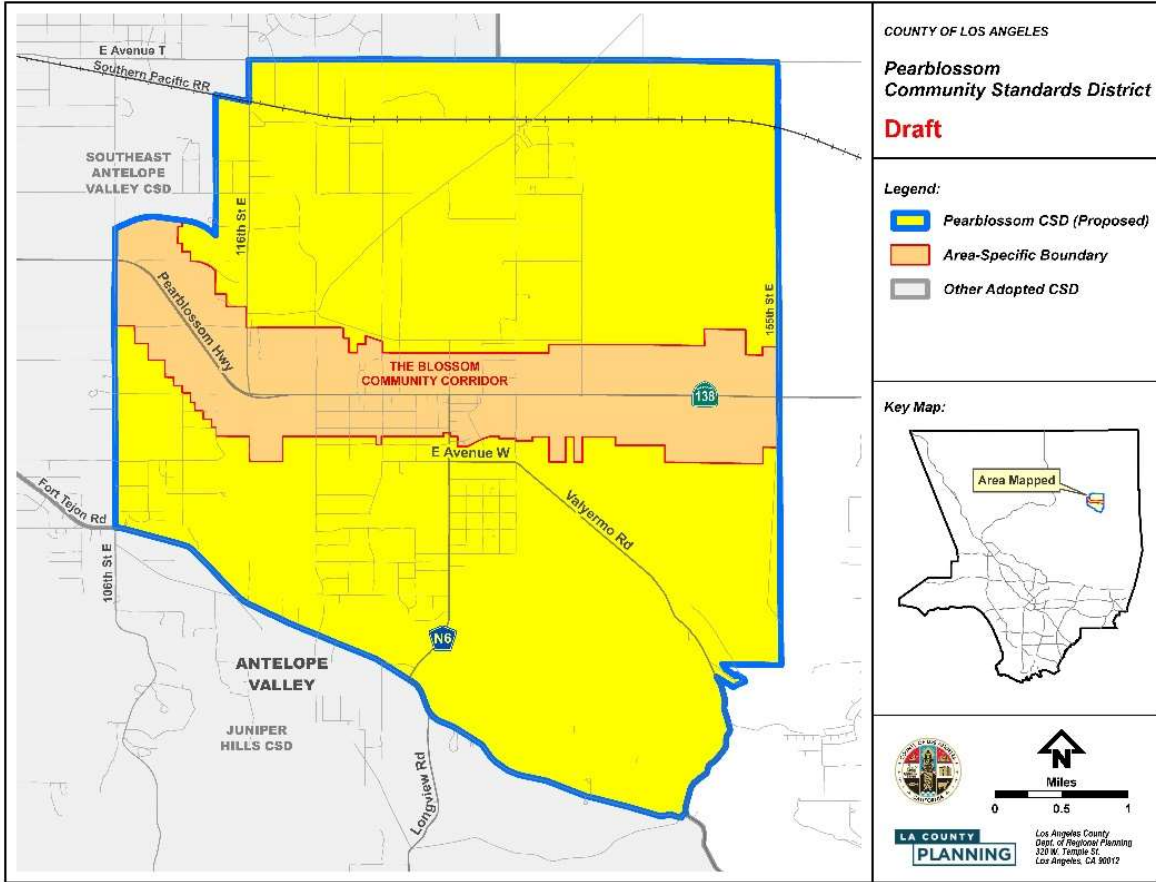 E Avenue T
Southern Pacific RR
SOUTHEAST
ANTELOPE
VALLEY CSD
116th St E
155th St E
Pearblossom Hwy
THE BLOSSOM
COMMUNITY CORRIDOR
138
E Avenue W
Valyermo Rd
Fort Tejon Rd
106th St E
N6
ANTELOPE
VALLEY
JUNIPER
HILLS CSD
Longview Rd
COUNTY OF LOS ANGELES
Pearblossom
Community Standards District
Draft
Legend:
Pearblossom CSD (Proposed)
Area-Specific Boundary
Other Adopted CSD
Key Map:
Area Mapped
N
Miles
0 0.5 1
LA COUNTY
PLANNING
Los Angeles County
Dept. of Regional Planning
320 W. Temple St.
Los Angeles, CA 90012